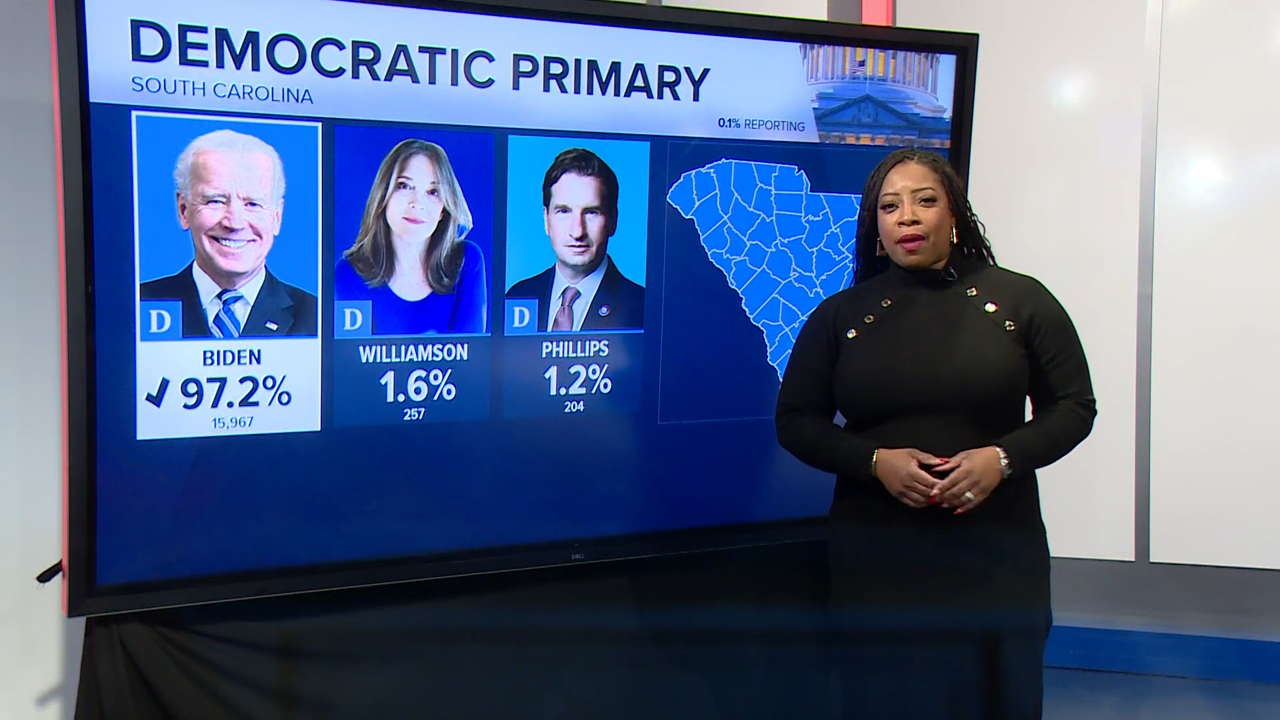 DEMOCRATIC PRIMARY
SOUTH CAROLINA
0.1% REPORTING
D
D
D
BIDEN
WILLIAMSON
PHILLIPS
97.2%
1.6%
1.2%
15,967
257
204
DELL